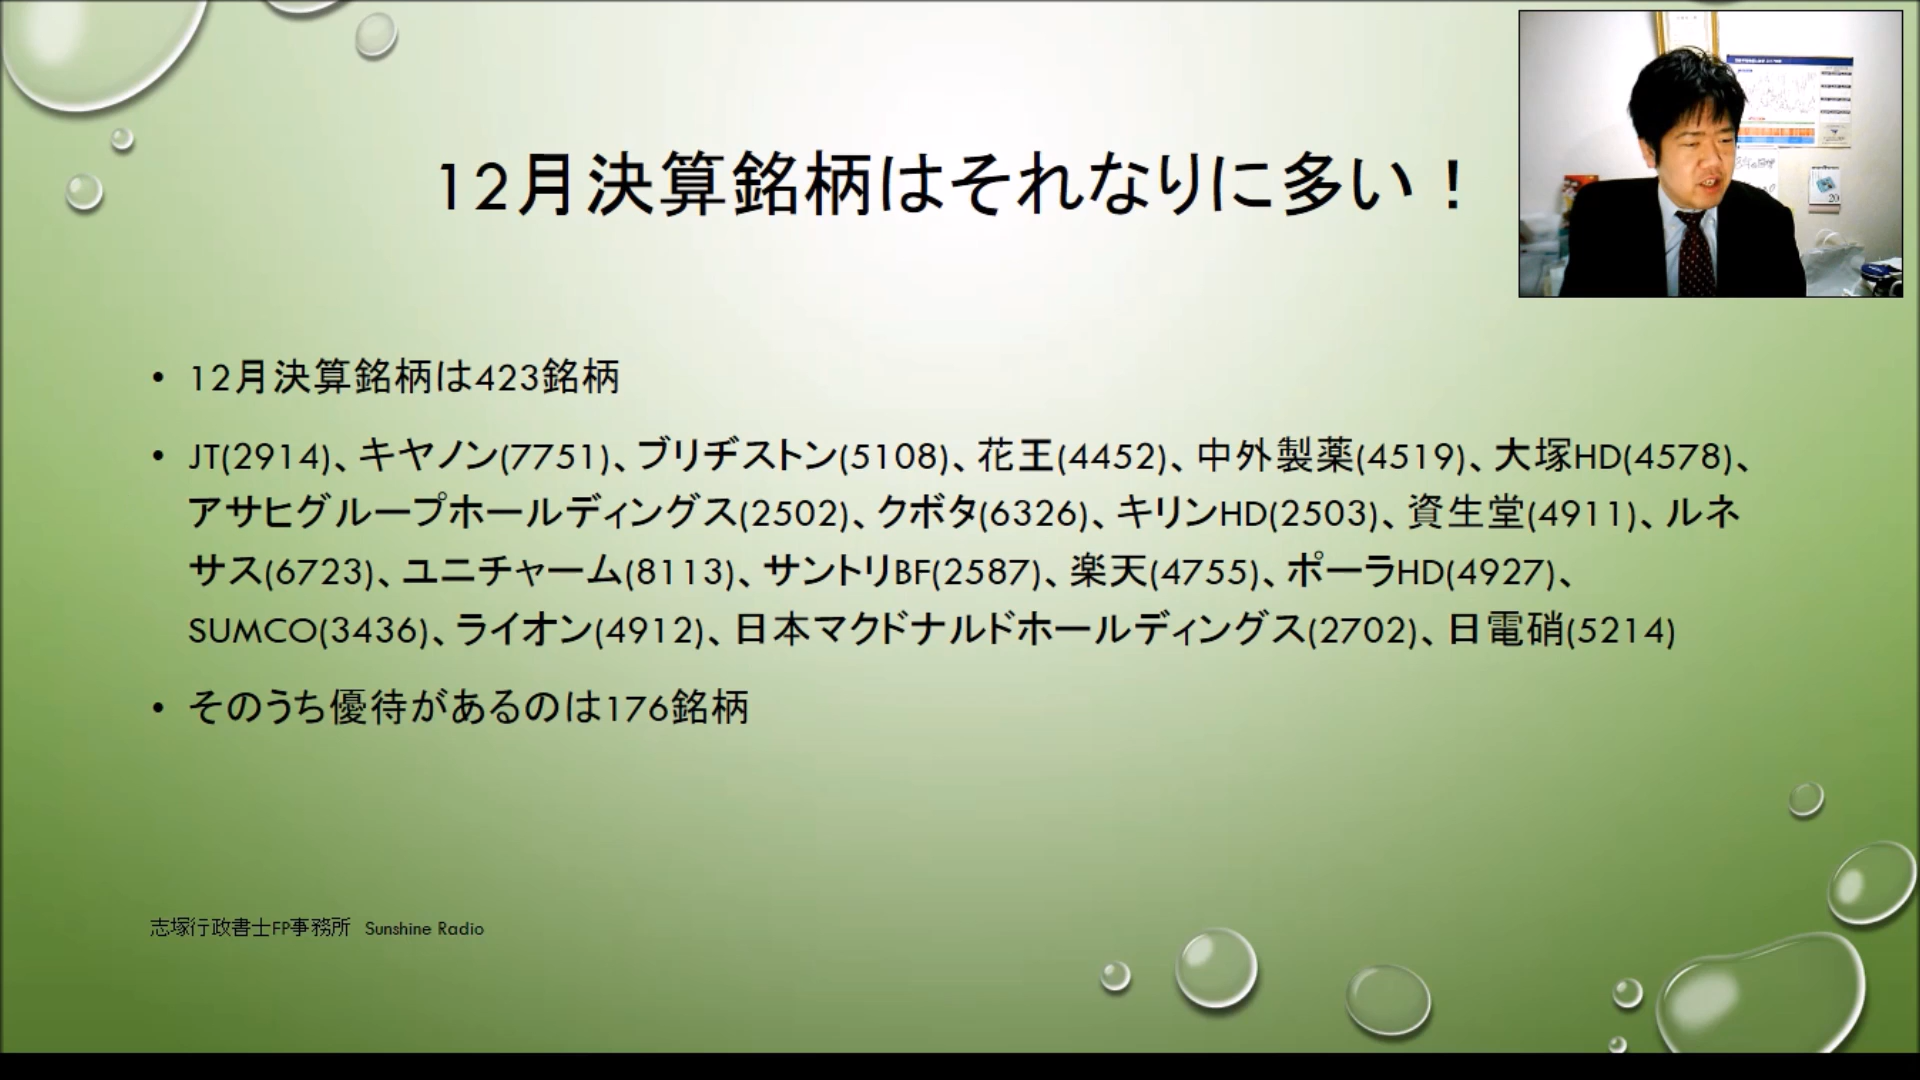 12月決算銘柄はそれなりに多い！
• 12月決算銘柄は423銘柄
• JT(2914)、キヤノン(7751)、ブリヂストン(5108)、花王(4452)、中外製薬(4519)、大塚HD(4578)、
アサヒグループホールディングス(2502)、クボタ(6326)、キリンHD(2503)、資生堂(4911)、ルネ
サス(6723)、ユニチャーム(8113)、サントリBF(2587)、楽天(4755)、ポーラHD(4927)、
SUMCO(3436)、ライオン(4912)、日本マクドナルドホールディングス(2702)、日電硝(5214)
• そのうち優待があるのは176銘柄
志塚行政書士FP事務所 Sunshine Radio
20